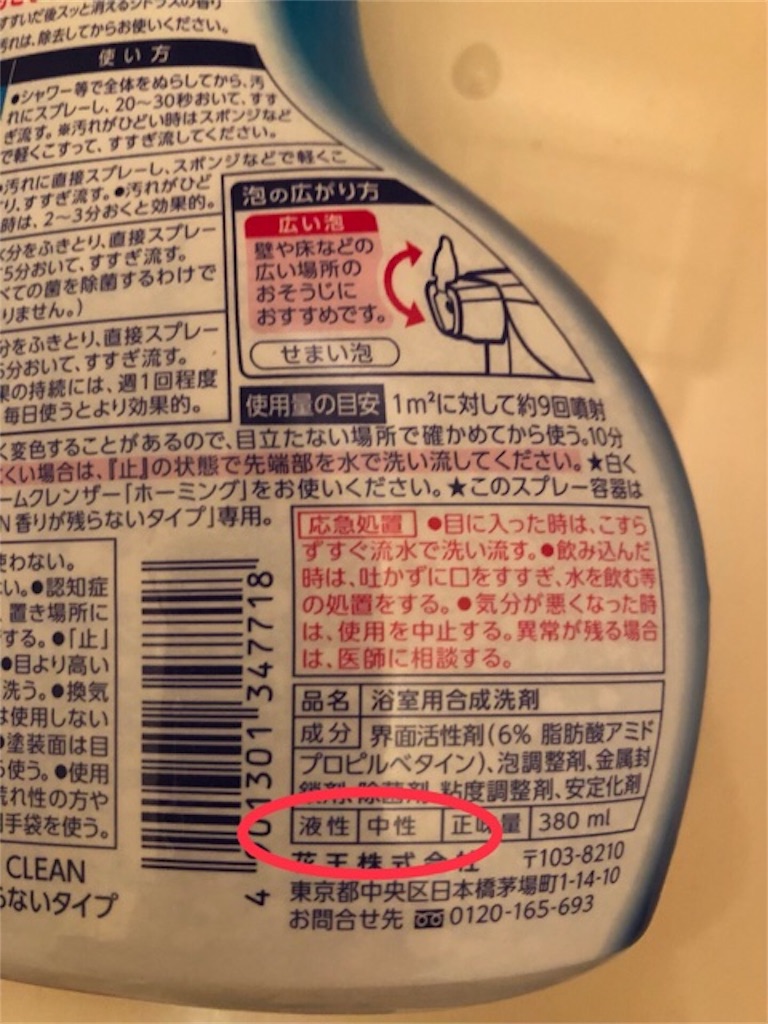 すすいだ後スッと消えるシトラスの香り
汚れは、除去してからお使いください。
使い方
●シャワー等で全体をぬらしてから、汚
れにスプレーし、20〜30秒おいて、すす
ぎ流す。※汚れがひどい時はスポンジなど
で軽くこすって、すすぎ流してください。
汚れに直接スプレーし、スポンジなどで軽くこ
り、すすぎ流す。●汚れがひど
時は、2〜3分おくと効果的。
水分をふきとり、直接スプレー
5分おいて、すすぎ流す。
べての菌を除菌するわけで
りません。)
分をふきとり、直接スプレー
5分おいて、すすぎ流す。
果の持続には、週1回程度
毎日使うとより効果的。
泡の広がり方
広い泡
壁や床などの
広い場所の
おそうじに
おすすめです。
せまい泡
使用量の目安 1m²に対して約9回噴射
く変色することがあるので、目立たない場所で確かめてから使う。10分
くい場合は、『止』の状態で先端部を水で洗い流してください。★白く
ームクレンザー「ホーミング」をお使いください。★このスプレー容器は
N 香りが残らないタイプ」専用。
使わない。
い。●認知症
置き場所に
する。●「止」
●目より高い
洗う。●換気
は使用しない
●塗装面は目
ら使う。●使用
荒れ性の方や
用手袋を使う。
CLEAN
らないタイプ
4 901301 347718
応急処置 ●目に入った時は、こすら
ずすぐ流水で洗い流す。●飲み込んだ
時は、吐かずに口をすすぎ、水を飲む等
の処置をする。●気分が悪くなった時
は、使用を中止する。異常が残る場合
は、医師に相談する。
品名 浴室用合成洗剤
成分 界面活性剤(6% 脂肪酸アミド
プロピルベタイン)、泡調整剤、金属封
鎖剤、除菌剤、粘度調整剤、安定化剤
液性 中性 正味量 380 ml
花王株式会社 〒103-8210
東京都中央区日本橋茅場町1-14-10
お問合せ先 0120-165-693